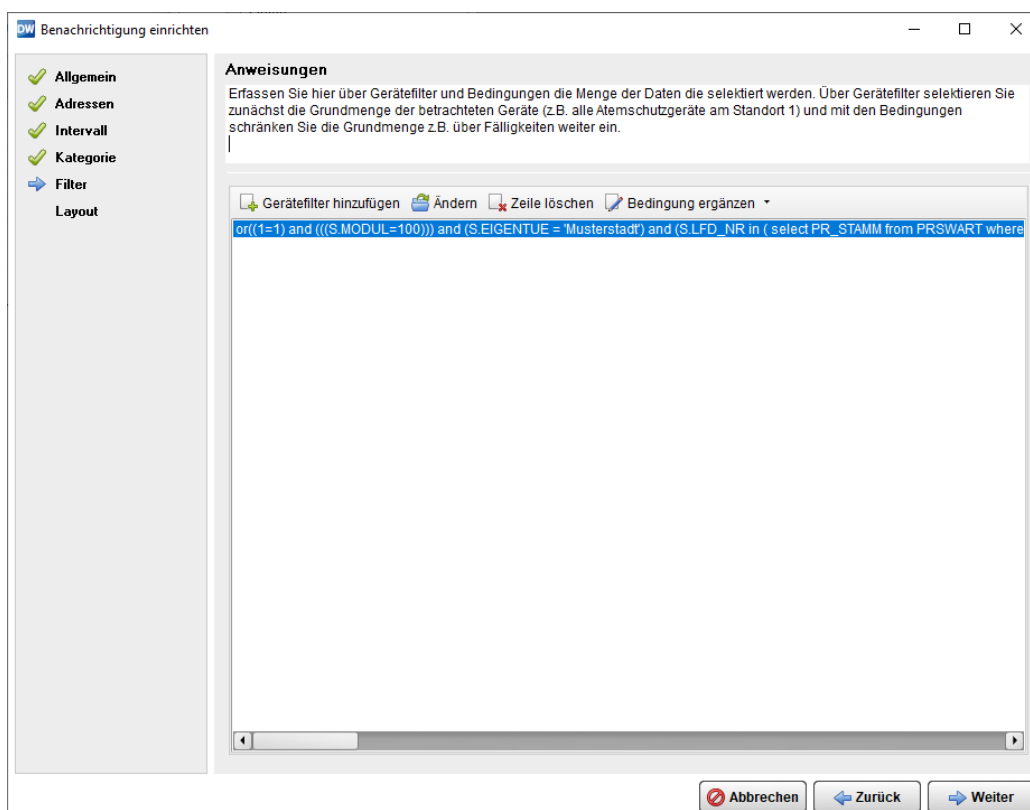 DW Benachrichtigung einrichten
Allgemein
Adressen
Intervall
Kategorie
Filter
Layout
Anweisungen
Erfassen Sie hier über Gerätefilter und Bedingungen die Menge der Daten die selektiert werden. Über Gerätefilter selektieren Sie
zunächst die Grundmenge der betrachteten Geräte (z.B. alle Atemschutzgeräte am Standort 1) und mit den Bedingungen
schränken Sie die Grundmenge z.B. über Fälligkeiten weiter ein.
Gerätefilter hinzufügen Ändern Zeile löschen Bedingung ergänzen
or((1=1) and (((S.MODUL=100))) and (S.EIGENTUE = 'Musterstadt') and (S.LFD_NR in ( select PR_STAMM from PRSWART where
Abbrechen Zurück Weiter